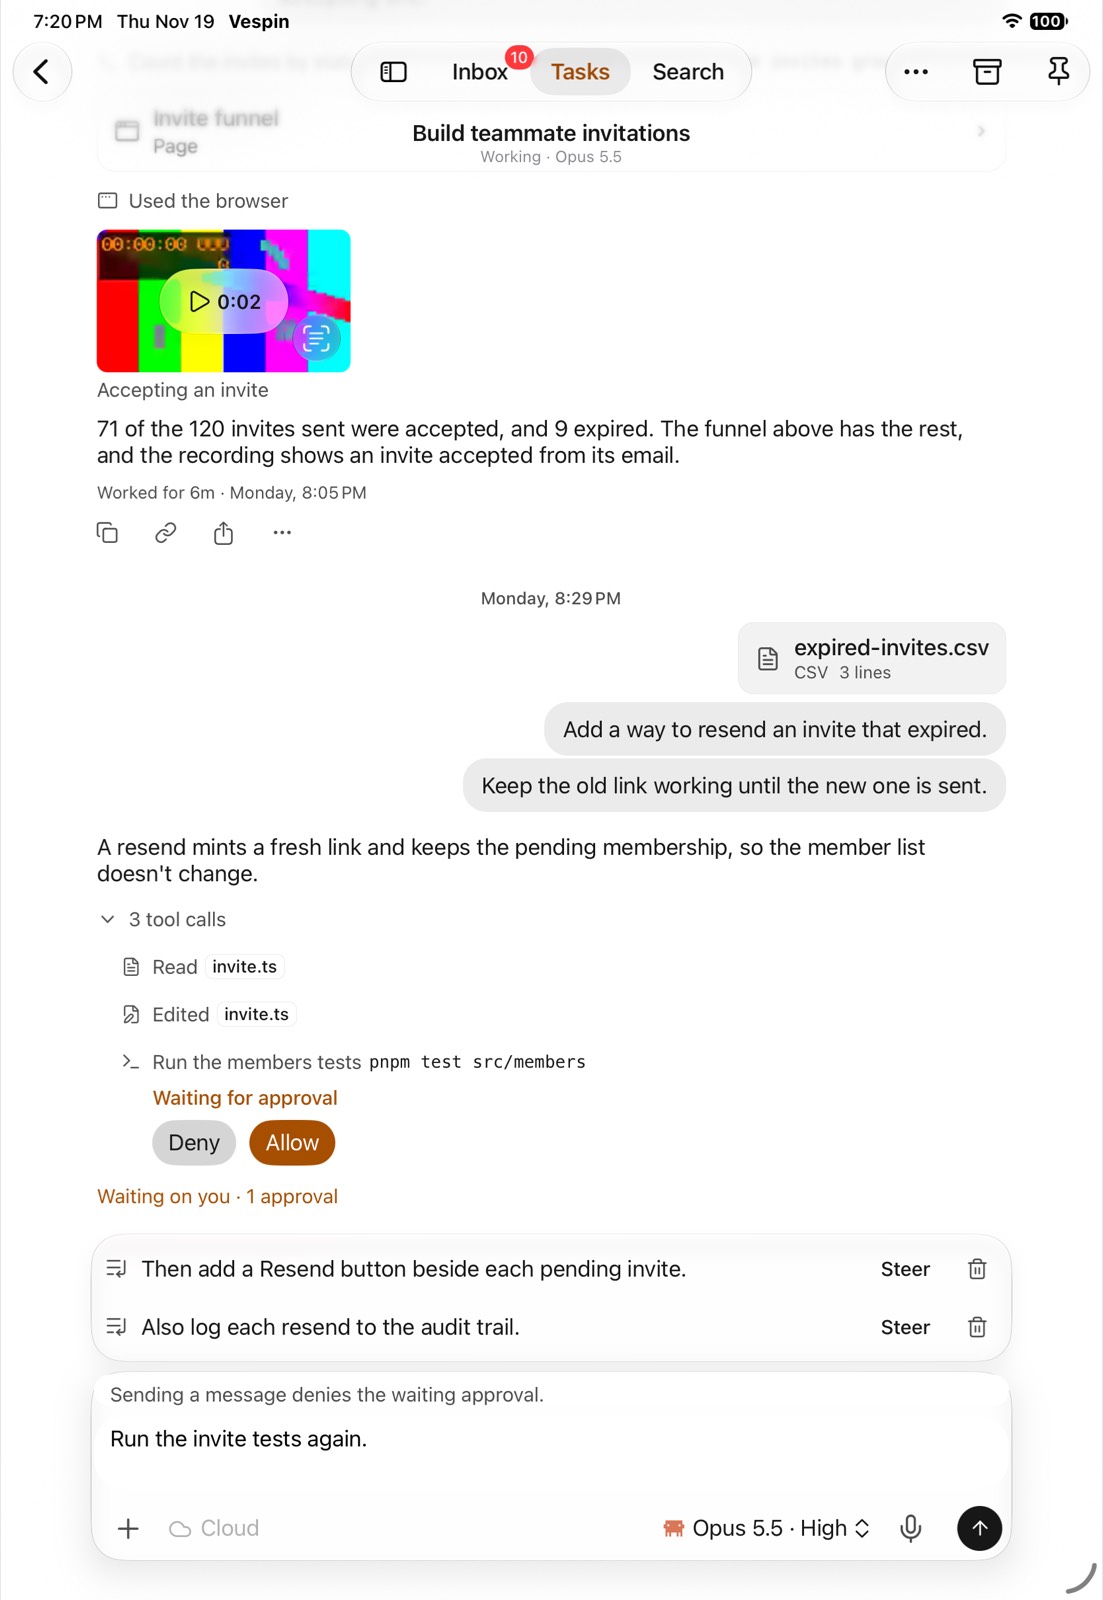 7:20 PM Thu Nov 19 Vespin
100
Inbox 10 Tasks Search
Invite funnel
Page
Build teammate invitations
Working · Opus 5.5
Used the browser
00:00:00
0:02
Accepting an invite
71 of the 120 invites sent were accepted, and 9 expired. The funnel above has the rest,
and the recording shows an invite accepted from its email.
Worked for 6m · Monday, 8:05 PM
Monday, 8:29 PM
expired-invites.csv
CSV 3 lines
Add a way to resend an invite that expired.
Keep the old link working until the new one is sent.
A resend mints a fresh link and keeps the pending membership, so the member list
doesn't change.
3 tool calls
Read invite.ts
Edited invite.ts
Run the members tests pnpm test src/members
Waiting for approval
Deny Allow
Waiting on you · 1 approval
Then add a Resend button beside each pending invite. Steer
Also log each resend to the audit trail. Steer
Sending a message denies the waiting approval.
Run the invite tests again.
Cloud Opus 5.5 · High